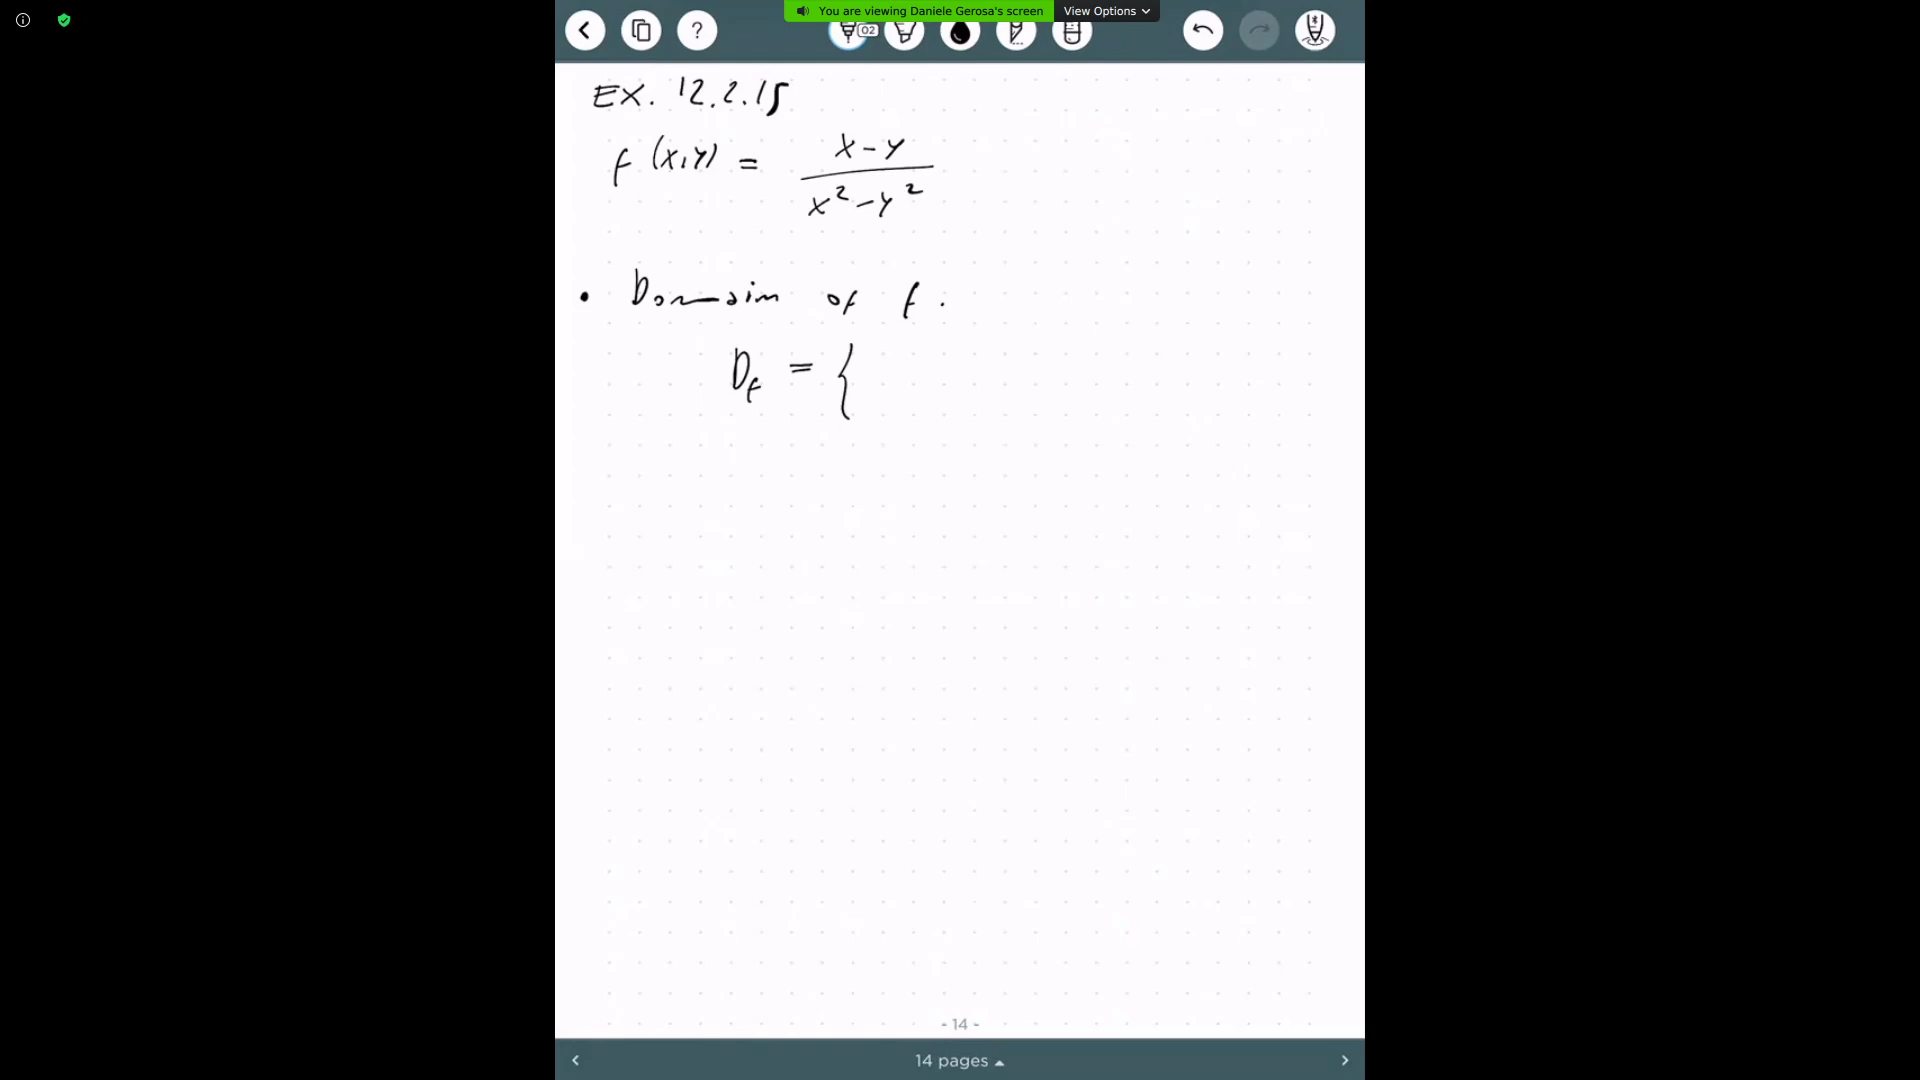 You are viewing Daniele Gerosa's screen View Options
? 02
EX. 12.2.15
f (x,y) = x-y / x²-y²
• Domain of f.
D_f = {
- 14 -
14 pages